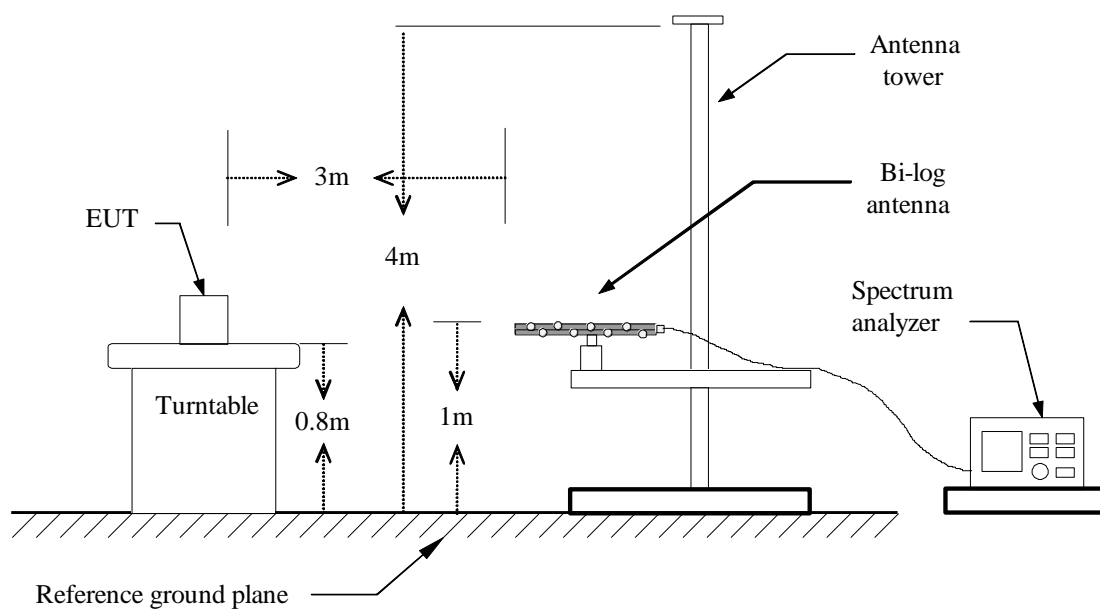 Antenna
tower
3m
Bi-log
antenna
EUT
4m
Spectrum
analyzer
Turntable
0.8m
1m
Reference ground plane